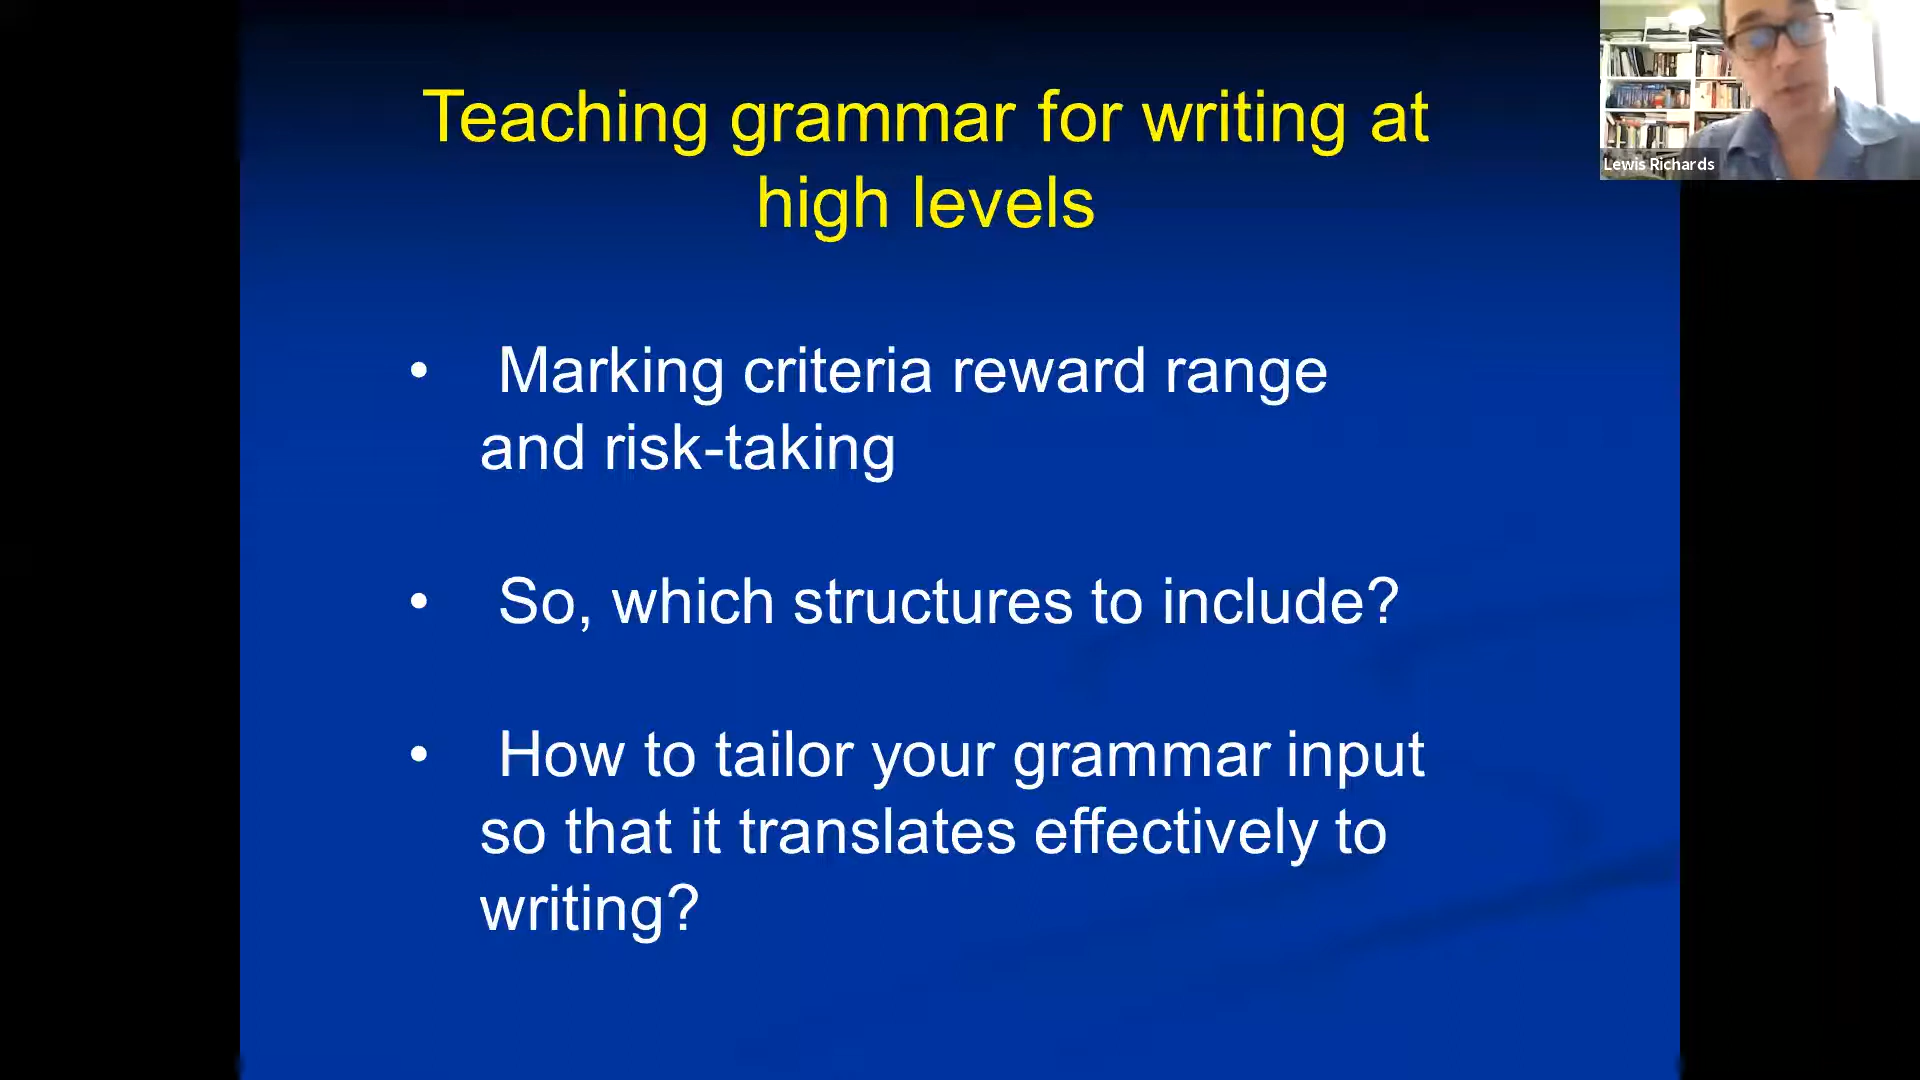 Teaching grammar for writing at
high levels
• Marking criteria reward range
and risk-taking
• So, which structures to include?
• How to tailor your grammar input
so that it translates effectively to
writing?
Lewis Richards